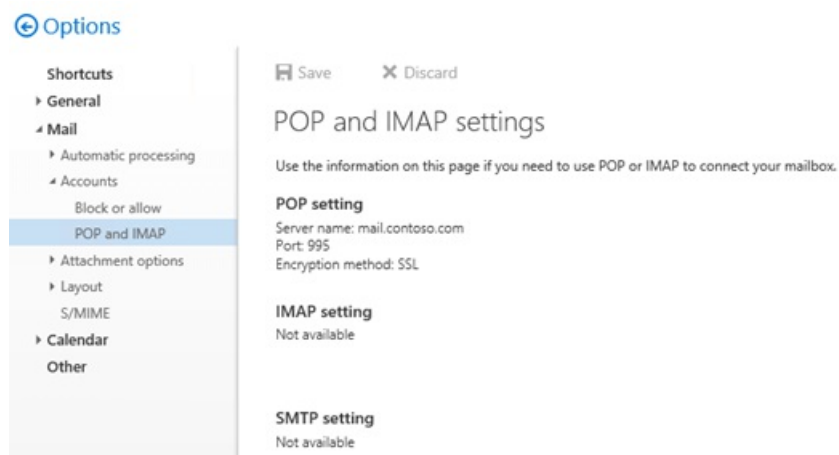 Options
Shortcuts
General
Mail
Automatic processing
Accounts
Block or allow
POP and IMAP
Attachment options
Layout
S/MIME
Calendar
Other
Save
Discard
POP and IMAP settings
Use the information on this page if you need to use POP or IMAP to connect your mailbox.
POP setting
Server name: mail.contoso.com
Port: 995
Encryption method: SSL
IMAP setting
Not available
SMTP setting
Not available